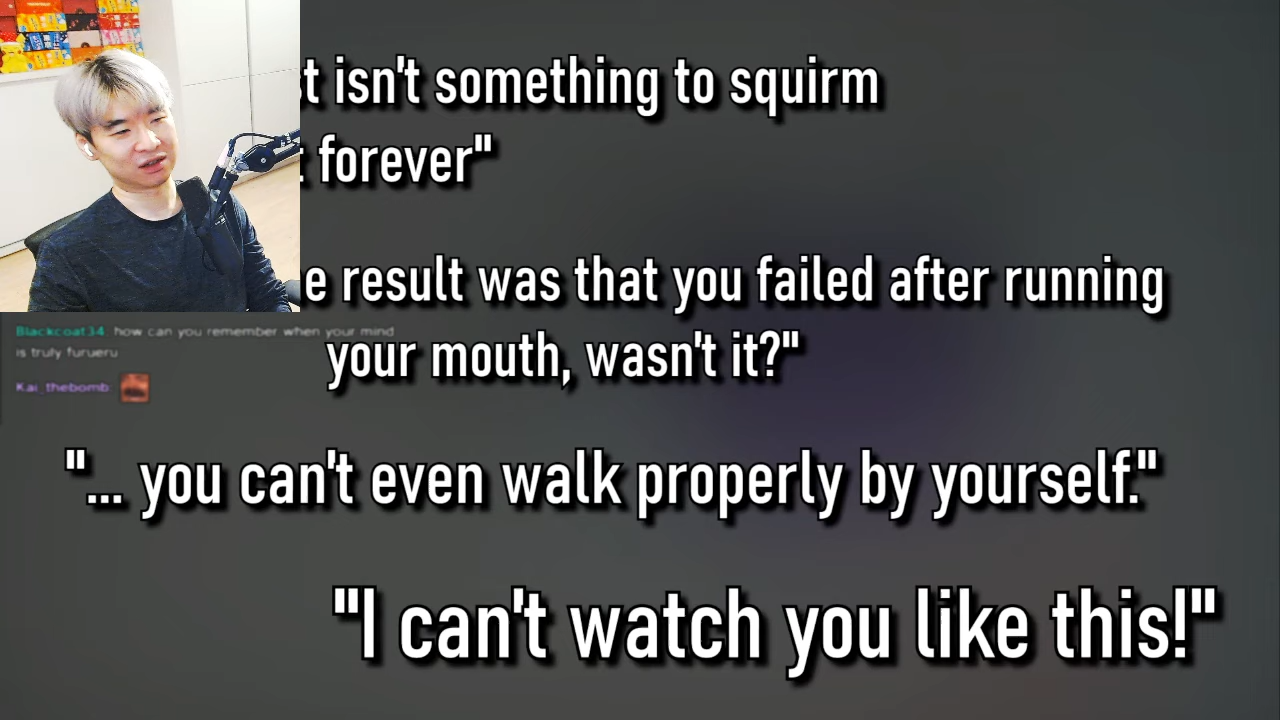 isn't something to squirm
forever"
result was that you failed after running
your mouth, wasn't it?"
Blackcoat34: how can you remember when your mind
is truly furueru
Kai_thebomb
"... you can't even walk properly by yourself."
"I can't watch you like this!"